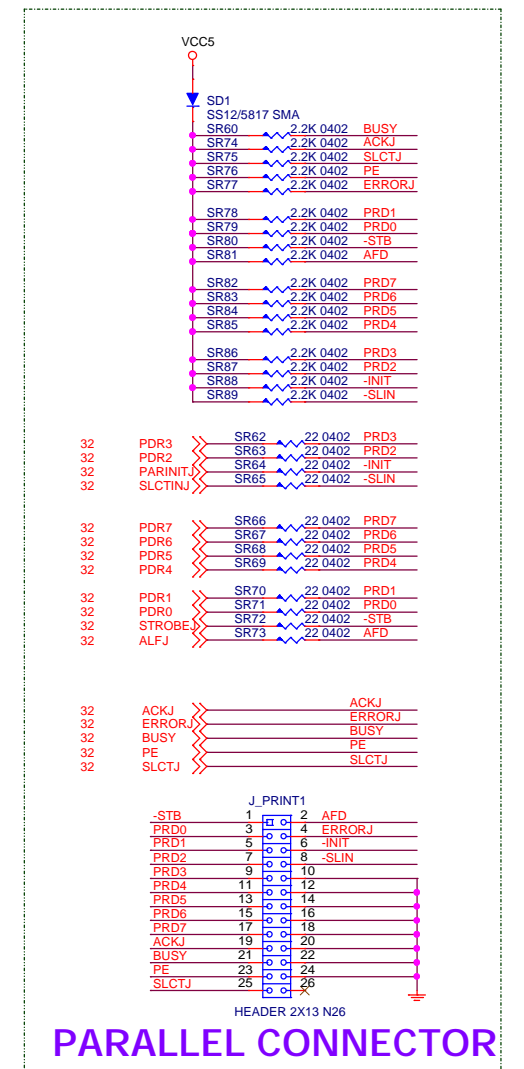 VCC5
SD1
SS12/5817 SMA
SR60 2.2K 0402 BUSY
SR74 2.2K 0402 ACKJ
SR75 2.2K 0402 SLCTJ
SR76 2.2K 0402 PE
SR77 2.2K 0402 ERRORJ
SR78 2.2K 0402 PRD1
SR79 2.2K 0402 PRD0
SR80 2.2K 0402 -STB
SR81 2.2K 0402 AFD
SR82 2.2K 0402 PRD7
SR83 2.2K 0402 PRD6
SR84 2.2K 0402 PRD5
SR85 2.2K 0402 PRD4
SR86 2.2K 0402 PRD3
SR87 2.2K 0402 PRD2
SR88 2.2K 0402 -INIT
SR89 2.2K 0402 -SLIN
32 PDR3 SR62 22 0402 PRD3
32 PDR2 SR63 22 0402 PRD2
32 PARINITJ SR64 22 0402 -INIT
32 SLCTINJ SR65 22 0402 -SLIN
32 PDR7 SR66 22 0402 PRD7
32 PDR6 SR67 22 0402 PRD6
32 PDR5 SR68 22 0402 PRD5
32 PDR4 SR69 22 0402 PRD4
32 PDR1 SR70 22 0402 PRD1
32 PDR0 SR71 22 0402 PRD0
32 STROBEJ SR72 22 0402 -STB
32 ALFJ SR73 22 0402 AFD
32 ACKJ ACKJ
32 ERRORJ ERRORJ
32 BUSY BUSY
32 PE PE
32 SLCTJ SLCTJ
J_PRINT1
-STB 1 2 AFD
PRD0 3 4 ERRORJ
PRD1 5 6 -INIT
PRD2 7 8 -SLIN
PRD3 9 10
PRD4 11 12
PRD5 13 14
PRD6 15 16
PRD7 17 18
ACKJ 19 20
BUSY 21 22
PE 23 24
SLCTJ 25 26
HEADER 2X13 N26
PARALLEL CONNECTOR